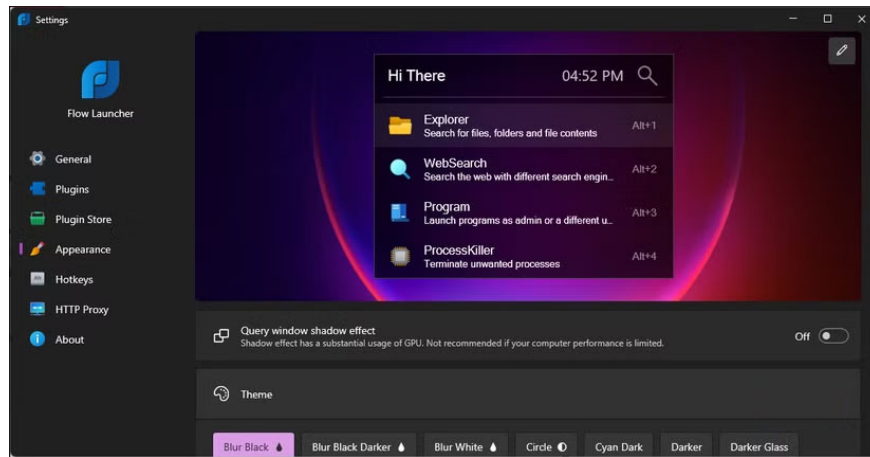 Settings
Flow Launcher
General
Plugins
Plugin Store
Appearance
Hotkeys
HTTP Proxy
About
Hi There 04:52 PM
Explorer
Search for files, folders and file contents Alt+1
WebSearch
Search the web with different search engin... Alt+2
Program
Launch programs as admin or a different u... Alt+3
ProcessKiller
Terminate unwanted processes Alt+4
Query window shadow effect
Shadow effect has a substantial usage of GPU. Not recommended if your computer performance is limited.
Off
Theme
Blur Black Blur Black Darker Blur White Circle Cyan Dark Darker Darker Glass